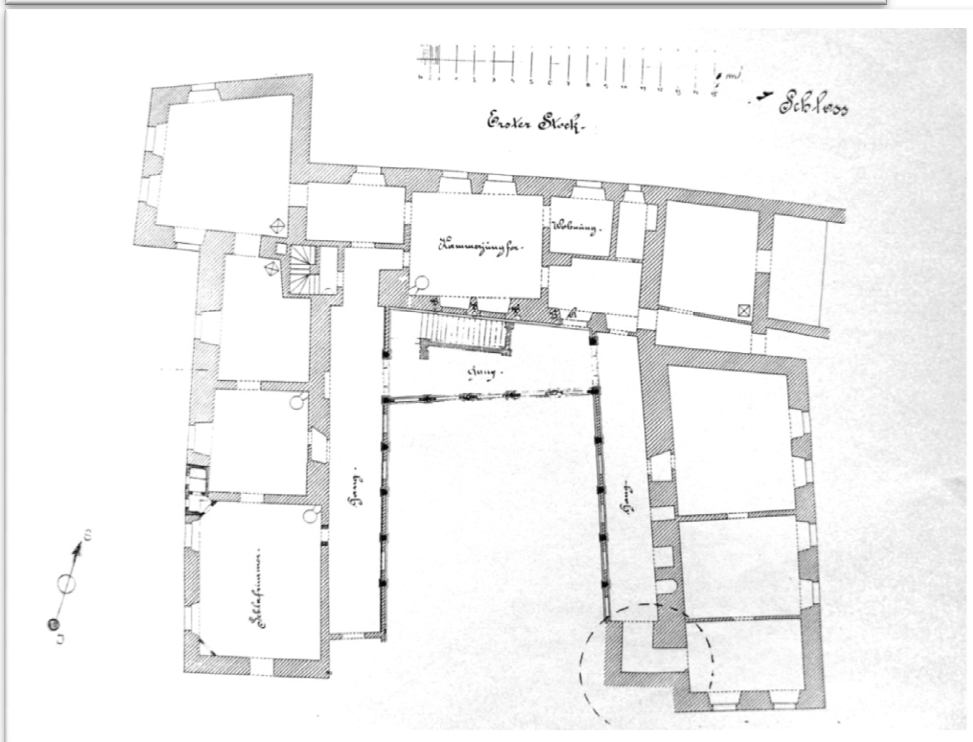 Schloss
Erster Stock.
Wohnung.
Kammerjungfer.
Gang.
Gang.
Gang.
Schlafzimmer.